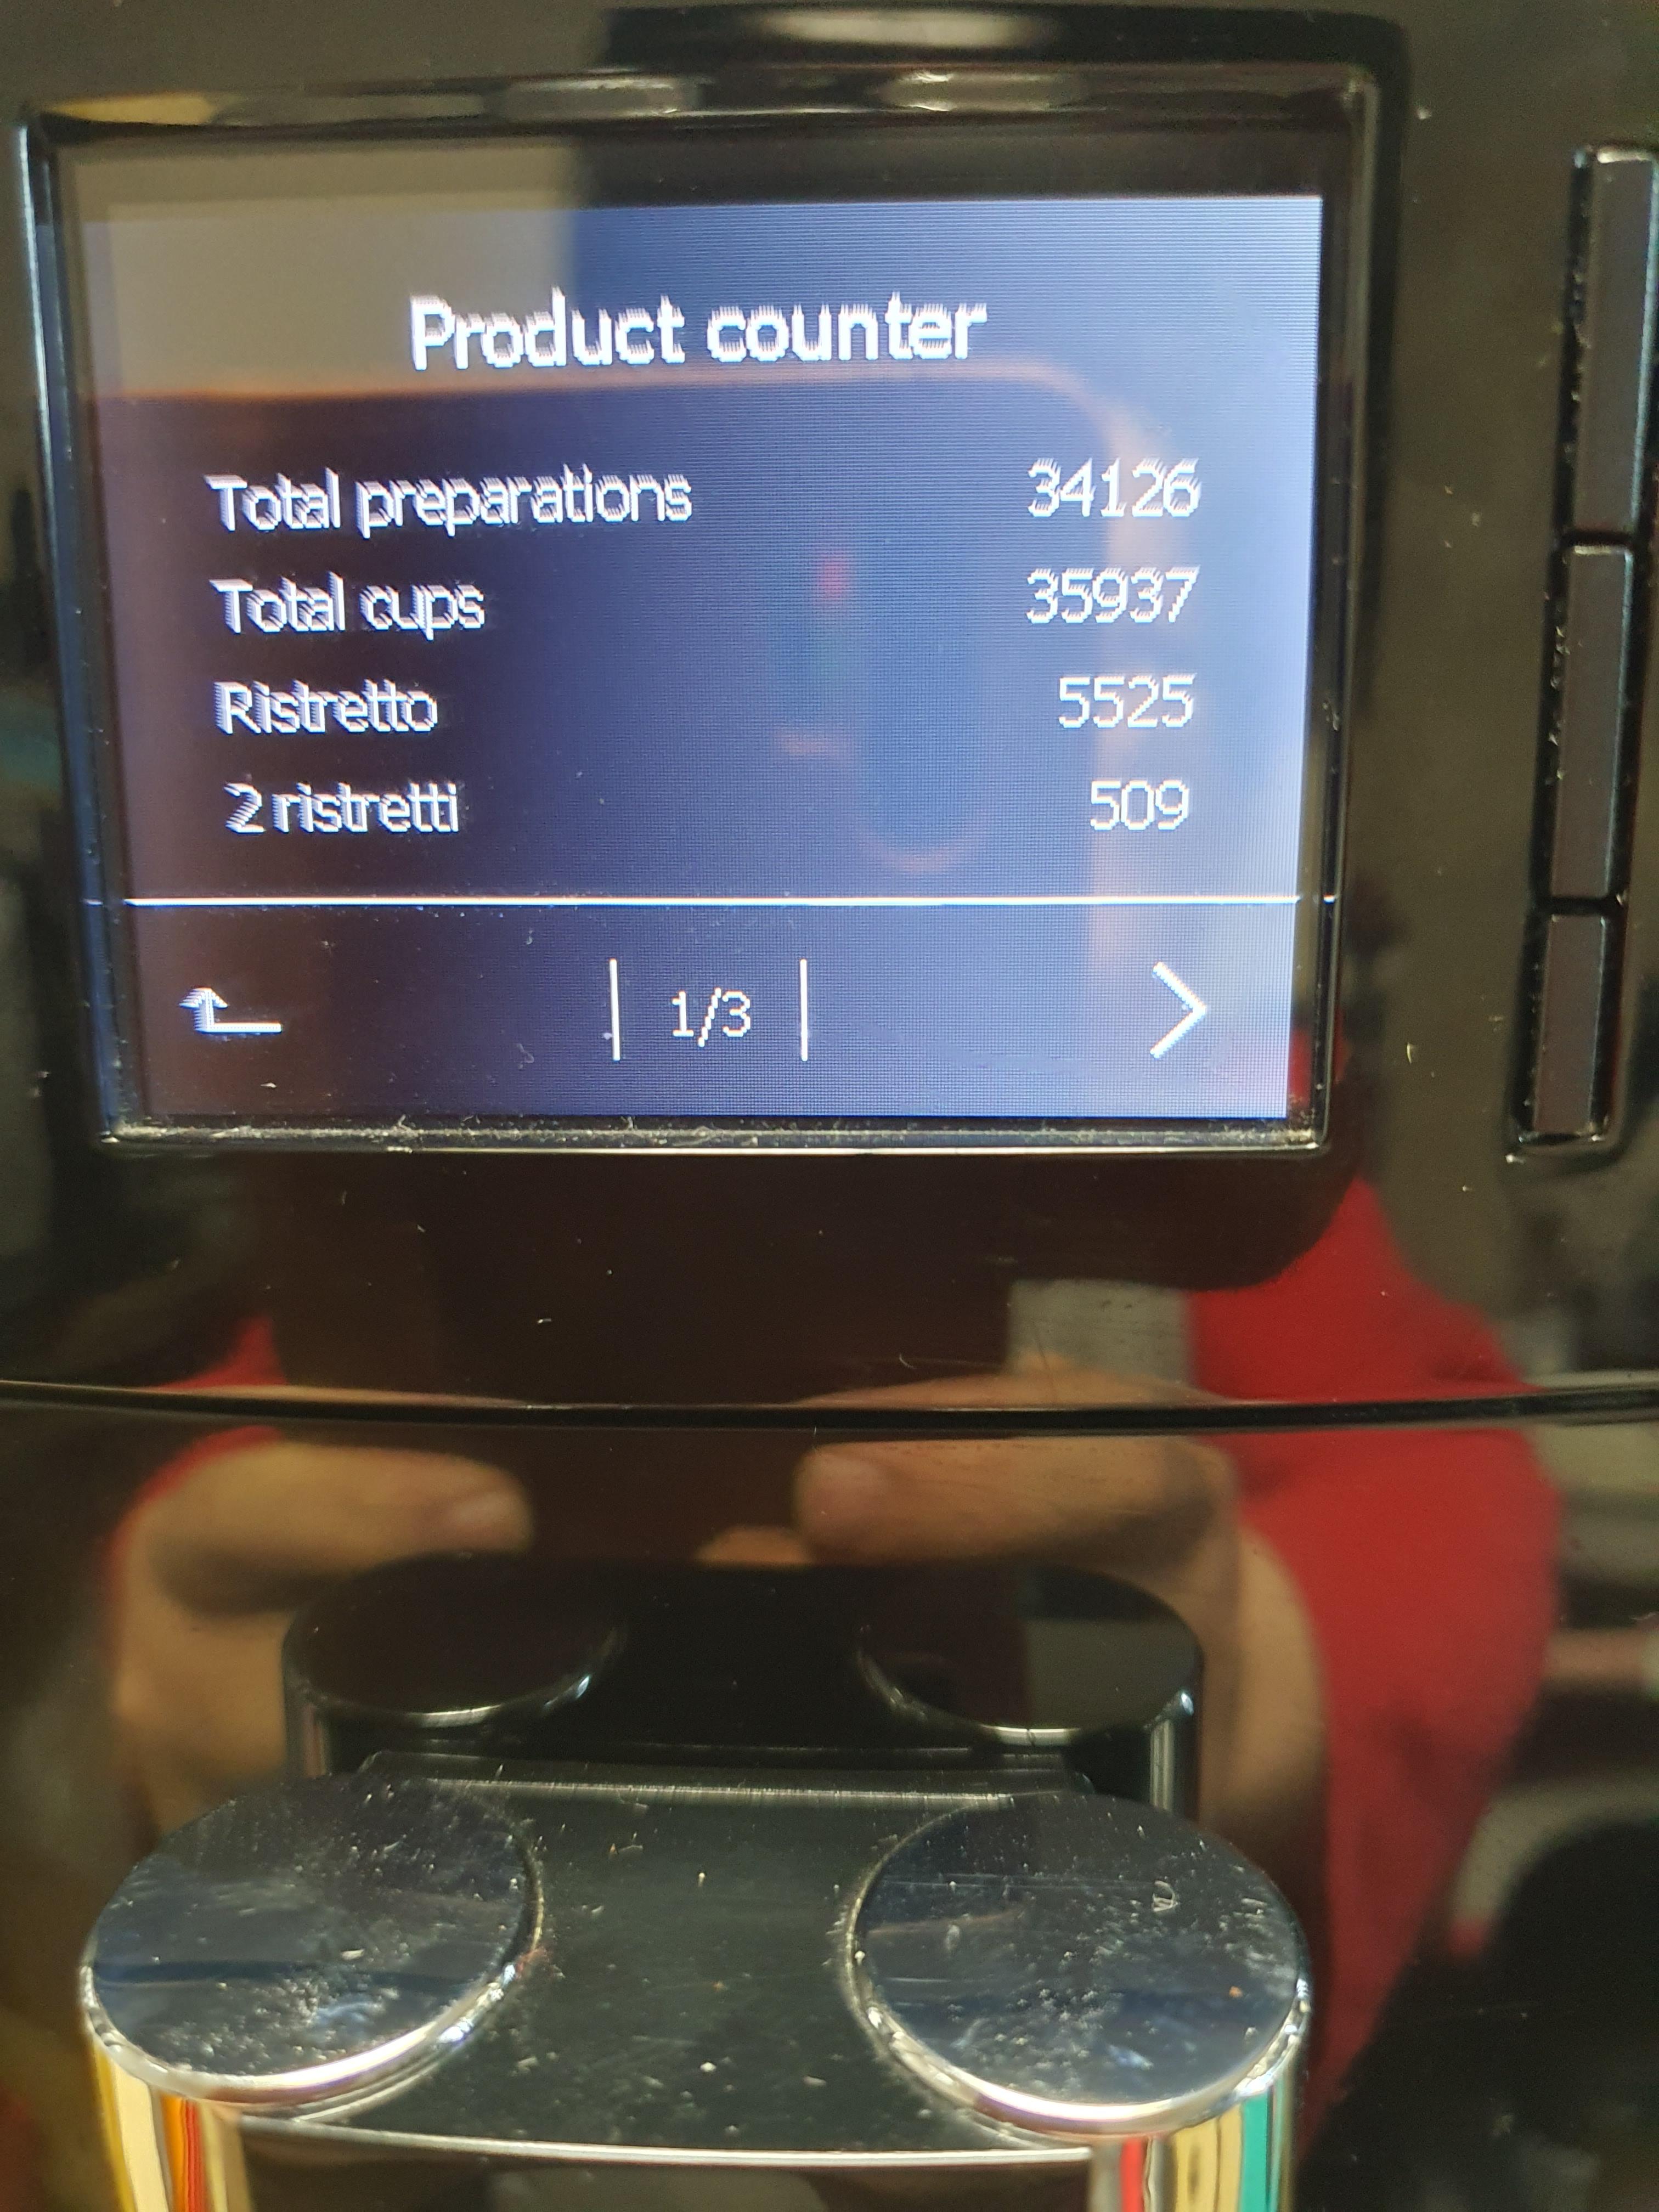 Product counter
Total preparations 34126
Total cups 35937
Ristretto 5525
2 ristretti 509
1/3